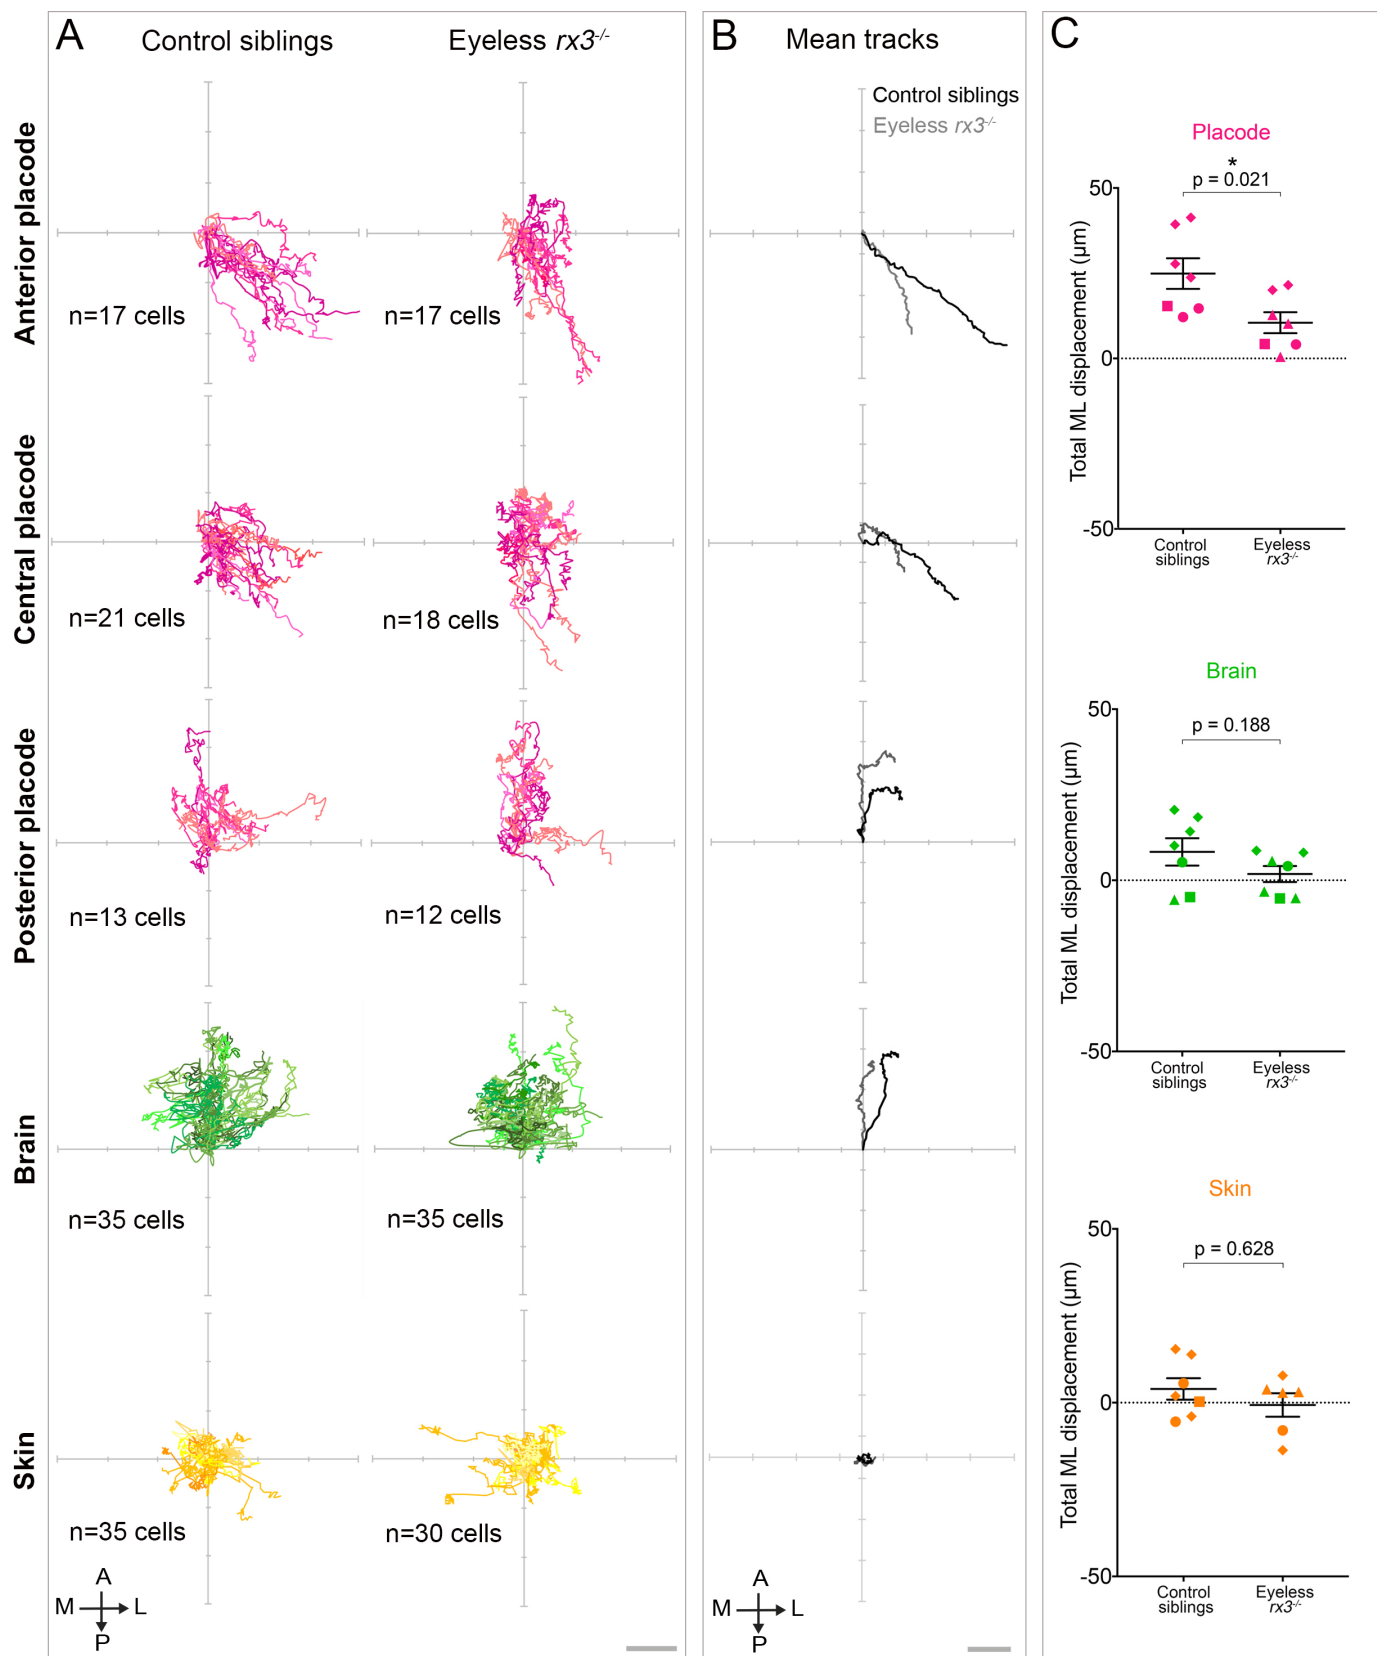 A
Control siblings
Eyeless rx3-/-
Anterior placode
n=17 cells
n=17 cells
Central placode
n=21 cells
n=18 cells
Posterior placode
n=13 cells
n=12 cells
Brain
n=35 cells
n=35 cells
Skin
n=35 cells
n=30 cells
A
M
L
P
B
Mean tracks
Control siblings
Eyeless rx3-/-
A
M
L
P
C
Placode
*
p = 0.021
Total ML displacement (µm)
50
0
-50
Control
siblings
Eyeless
rx3-/-
Brain
p = 0.188
Total ML displacement (µm)
50
0
-50
Control
siblings
Eyeless
rx3-/-
Skin
p = 0.628
Total ML displacement (µm)
50
0
-50
Control
siblings
Eyeless
rx3-/-